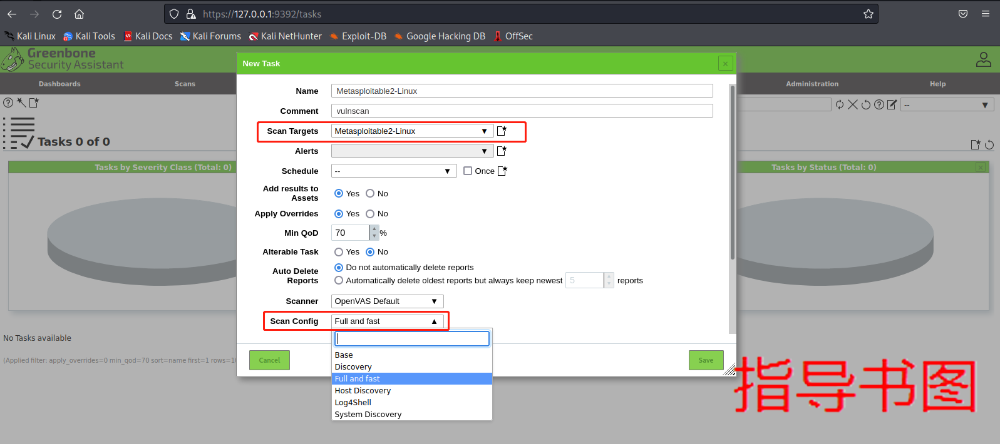 https://127.0.0.1:9392/tasks
Kali Linux Kali Tools Kali Docs Kali Forums Kali NetHunter Exploit-DB Google Hacking DB OffSec
Greenbone
Security Assistant
Dashboards Scans Administration Help
--
Tasks 0 of 0
Tasks by Severity Class (Total: 0)
Tasks by Status (Total: 0)
No Tasks available
(Applied filter: apply_overrides=0 min_qod=70 sort=name first=1
New Task
Name Metasploitable2-Linux
Comment vulnscan
Scan Targets Metasploitable2-Linux
Alerts
Schedule -- Once
Add results to
Assets Yes No
Apply Overrides Yes No
Min QoD 70 %
Alterable Task Yes No
Auto Delete
Reports
Do not automatically delete reports
Automatically delete oldest reports but always keep newest 5 reports
Scanner OpenVAS Default
Scan Config Full and fast
Base
Discovery
Full and fast
Host Discovery
Log4Shell
System Discovery
Cancel Save
指导书图